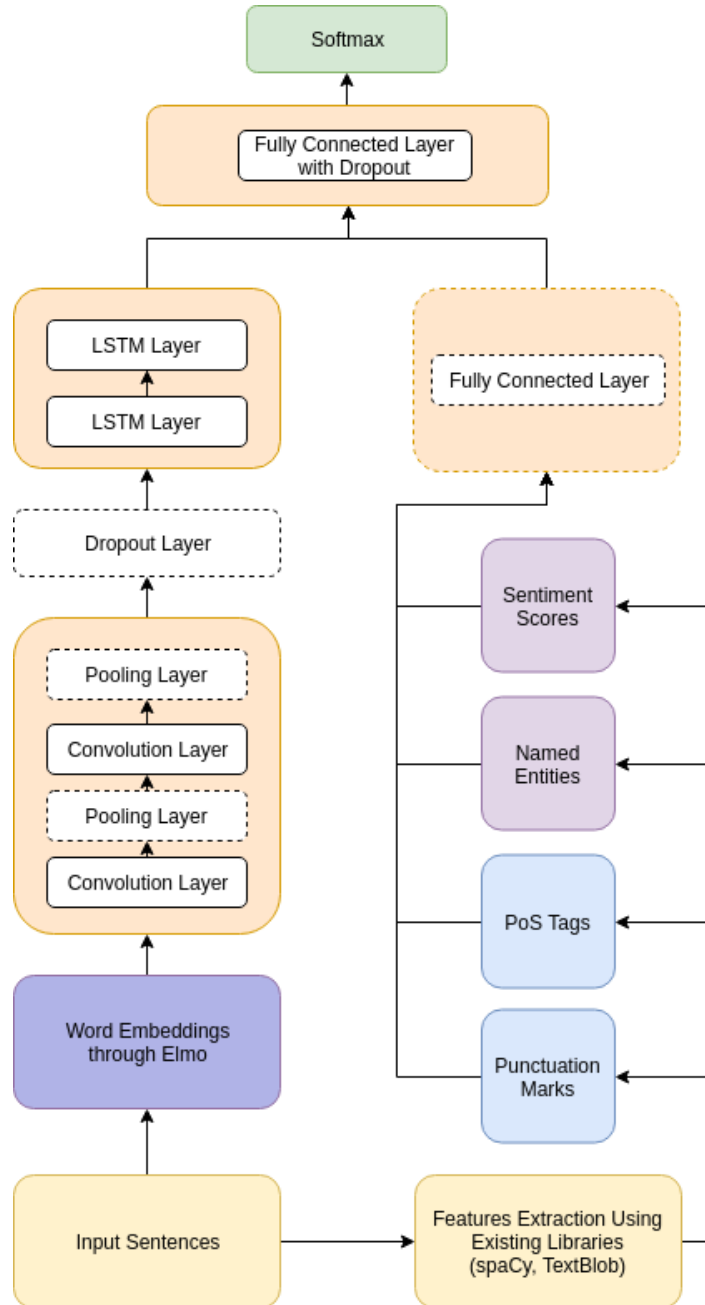 Softmax
Fully Connected Layer
with Dropout
LSTM Layer
LSTM Layer
Fully Connected Layer
Dropout Layer
Sentiment
Scores
Pooling Layer
Convolution Layer
Pooling Layer
Convolution Layer
Named
Entities
PoS Tags
Word Embeddings
through Elmo
Punctuation
Marks
Input Sentences
Features Extraction Using
Existing Libraries
(spaCy, TextBlob)